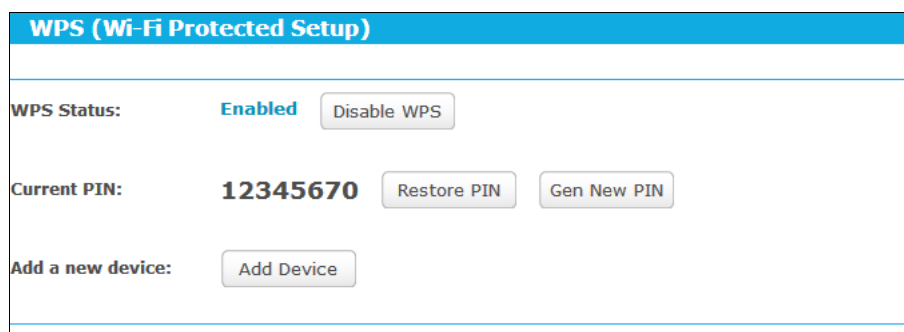 WPS (Wi-Fi Protected Setup)
WPS Status: Enabled Disable WPS
Current PIN: 12345670 Restore PIN Gen New PIN
Add a new device: Add Device